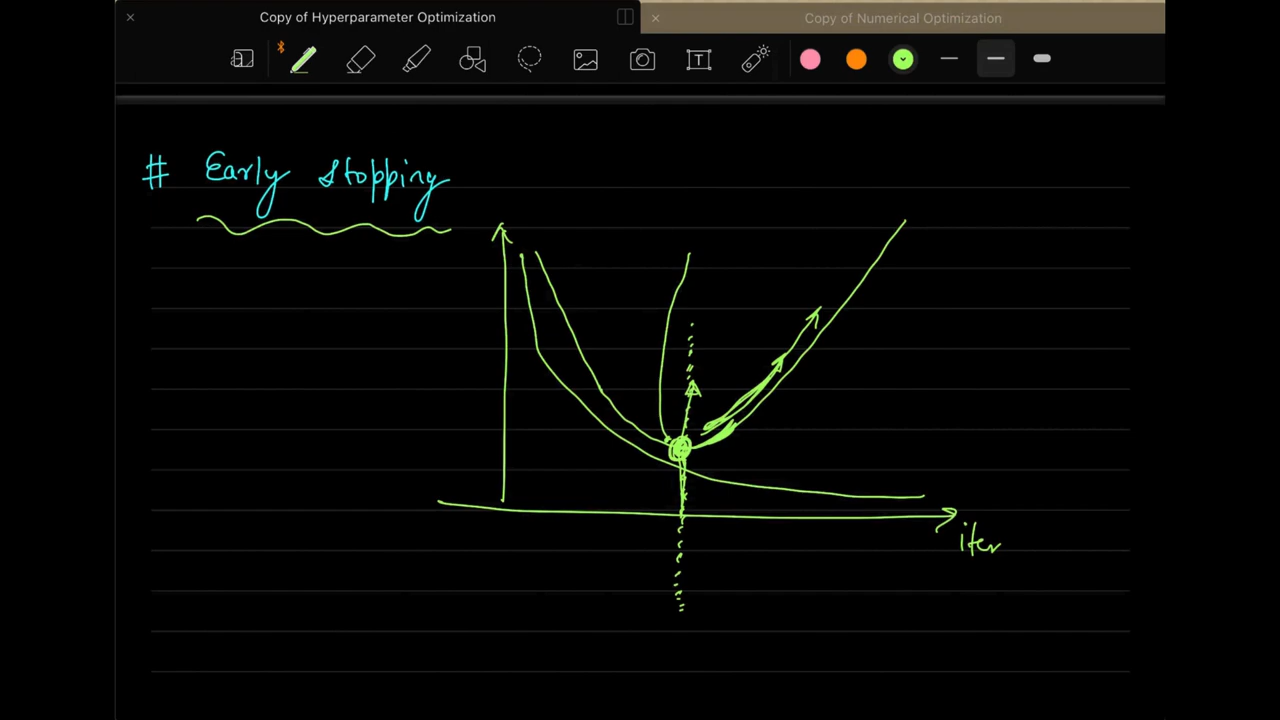 Copy of Hyperparameter Optimization
Copy of Numerical Optimization
T
# Early Stopping
iter